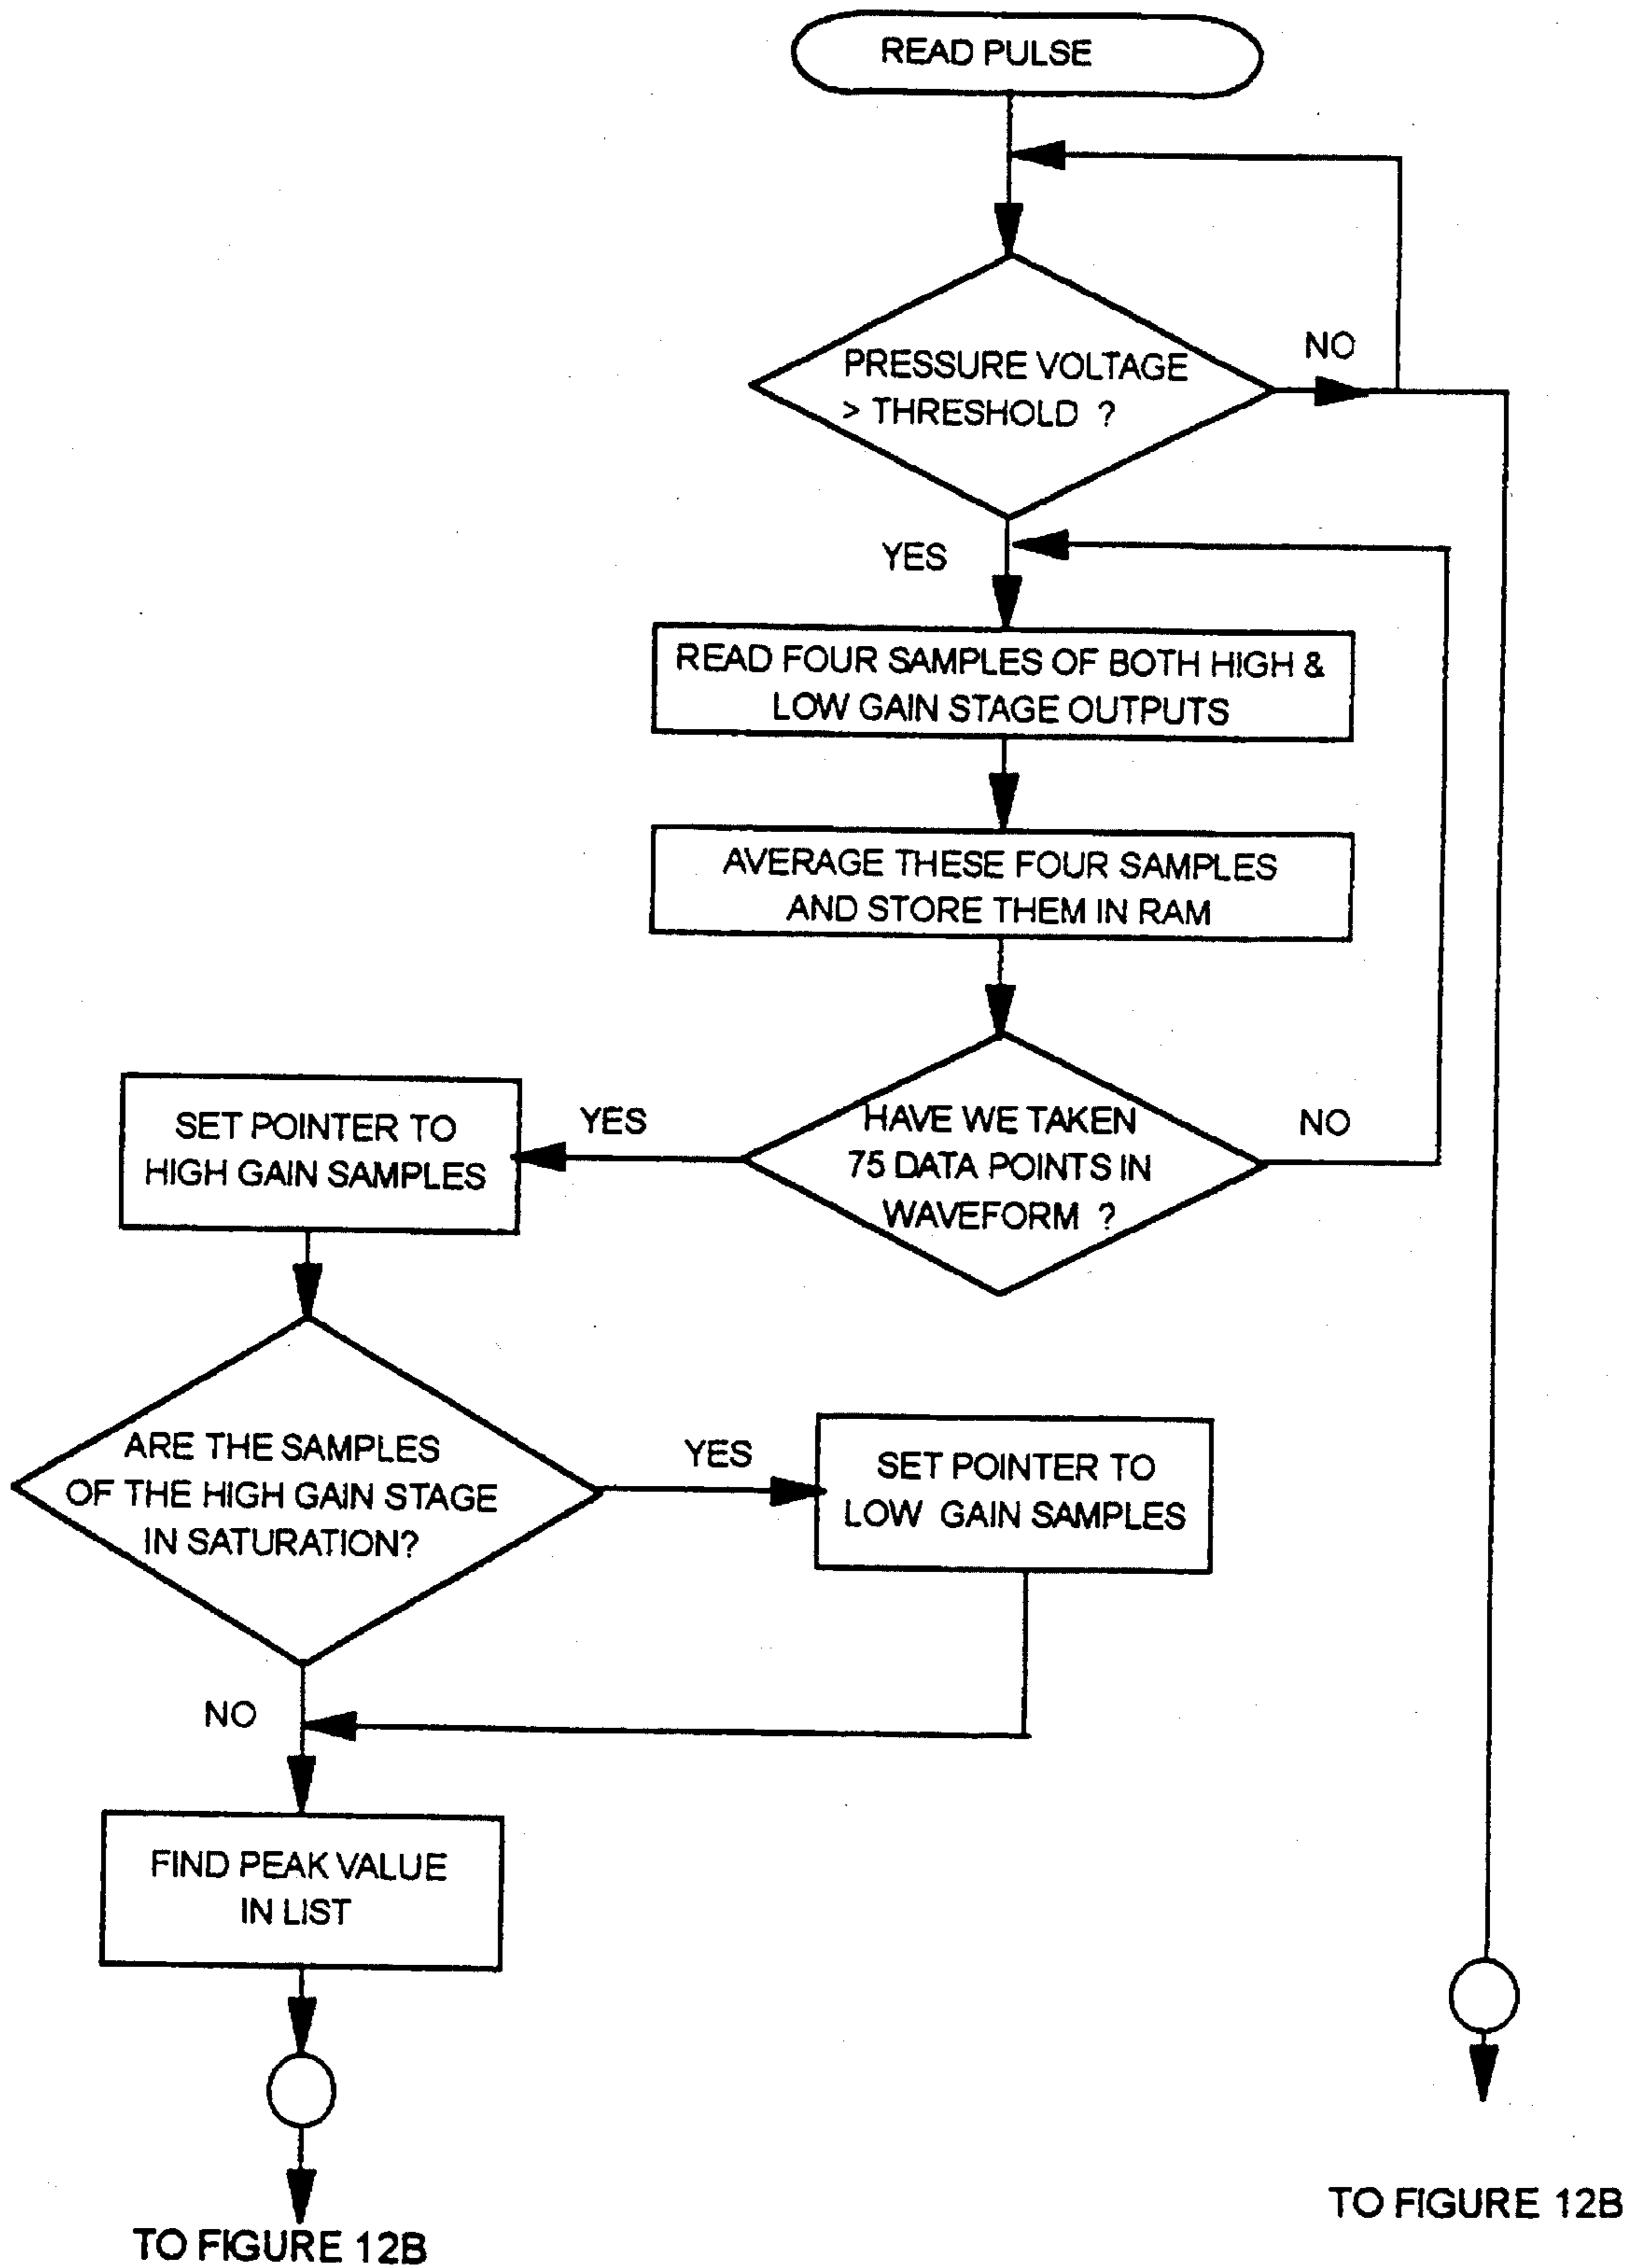 READ PULSE
PRESSURE VOLTAGE
> THRESHOLD ?
NO
YES
READ FOUR SAMPLES OF BOTH HIGH &
LOW GAIN STAGE OUTPUTS
AVERAGE THESE FOUR SAMPLES
AND STORE THEM IN RAM
HAVE WE TAKEN
75 DATA POINTS IN
WAVEFORM ?
NO
YES
SET POINTER TO
HIGH GAIN SAMPLES
ARE THE SAMPLES
OF THE HIGH GAIN STAGE
IN SATURATION?
YES
SET POINTER TO
LOW GAIN SAMPLES
NO
FIND PEAK VALUE
IN LIST
TO FIGURE 12B
TO FIGURE 12B